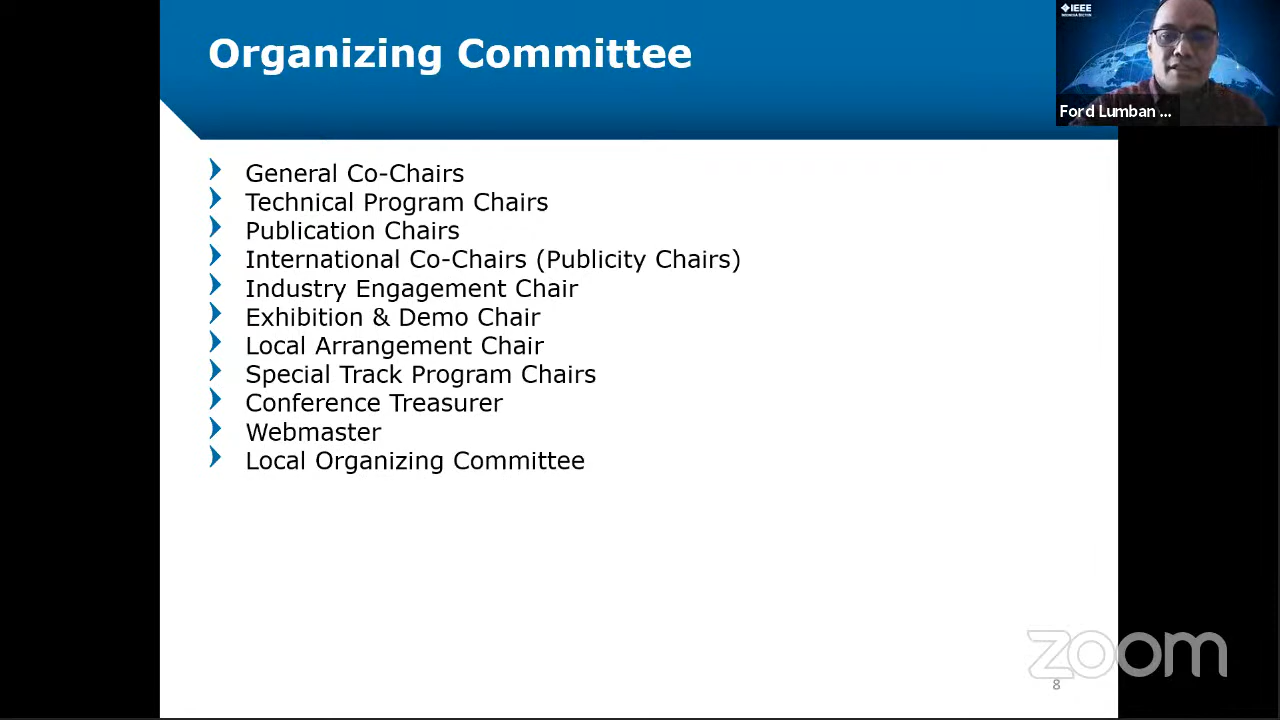 Organizing Committee
IEEE
INDONESIA SECTION
Ford Lumban ...
General Co-Chairs
Technical Program Chairs
Publication Chairs
International Co-Chairs (Publicity Chairs)
Industry Engagement Chair
Exhibition & Demo Chair
Local Arrangement Chair
Special Track Program Chairs
Conference Treasurer
Webmaster
Local Organizing Committee
zoom
8